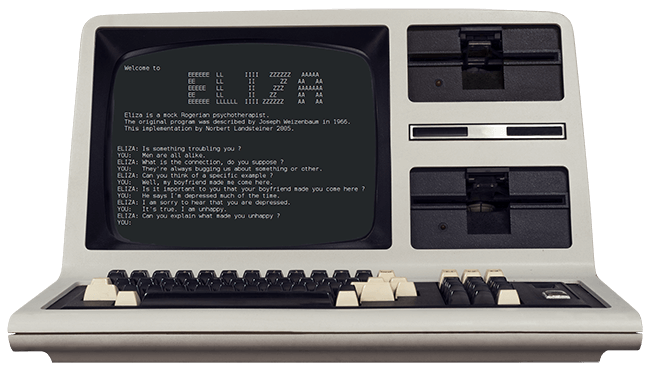 Welcome to
EEEEEE LL IIII ZZZZZZ AAAAA
EE LL II ZZ AA AA
EEEEE LL II ZZZ AAAAAAA
EE LL II ZZ AA AA
EEEEEE LLLLLL IIII ZZZZZZ AA AA
Eliza is a mock Rogerian psychotherapist.
The original program was described by Joseph Weizenbaum in 1966.
This implementation by Norbert Landsteiner 2005.
ELIZA: Is something troubling you ?
YOU: Men are all alike.
ELIZA: What is the connection, do you suppose ?
YOU: They're always bugging us about something or other.
ELIZA: Can you think of a specific example ?
YOU: Well, my boyfriend made me come here.
ELIZA: Is it important to you that your boyfriend made you come here ?
YOU: He says I'm depressed much of the time.
ELIZA: I am sorry to hear that you are depressed.
YOU: It's true. I am unhappy.
ELIZA: Can you explain what made you unhappy ?
YOU: